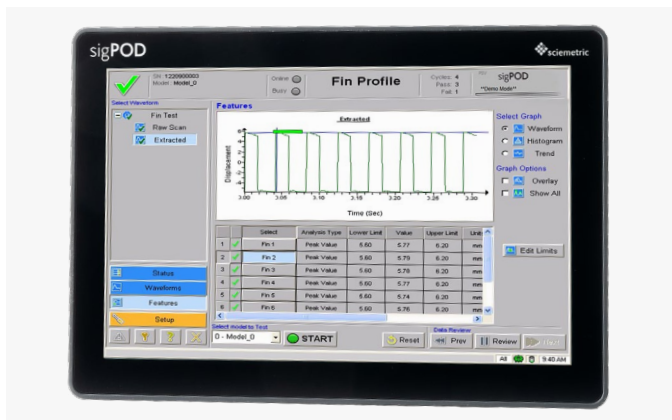 sigPOD
sciemetric
SN: 1220900003
Model: Model_0
Online
Busy
Fin Profile
Cycles: 4
Pass: 3
Fail: 1
sigPOD
**Demo Mode**
Select Waveform
Fin Test
Raw Scan
Extracted
Features
Extracted
Displacement
6
4
2
0
-2
-4
3.00 3.05 3.10 3.15 3.20 3.25 3.30
Time (Sec)
Select Graph
Waveform
Histogram
Trend
Graph Options
Overlay
Show All
Edit Limits
Select Analysis Type Lower Limit Value Upper Limit
1 Fin 1 Peak Value 5.60 5.77 6.20 mm
2 Fin 2 Peak Value 5.60 5.79 6.20 mm
3 Fin 3 Peak Value 5.60 5.78 6.20 mm
4 Fin 4 Peak Value 5.60 5.77 6.20 mm
5 Fin 5 Peak Value 5.60 5.74 6.20 mm
6 Fin 6 Peak Value 5.60 5.76 6.20 mm
Status
Waveforms
Features
Setup
Select model to Test
0 - Model_0
START
Reset
Data Review
Prev
Review
Next
All
9:40 AM